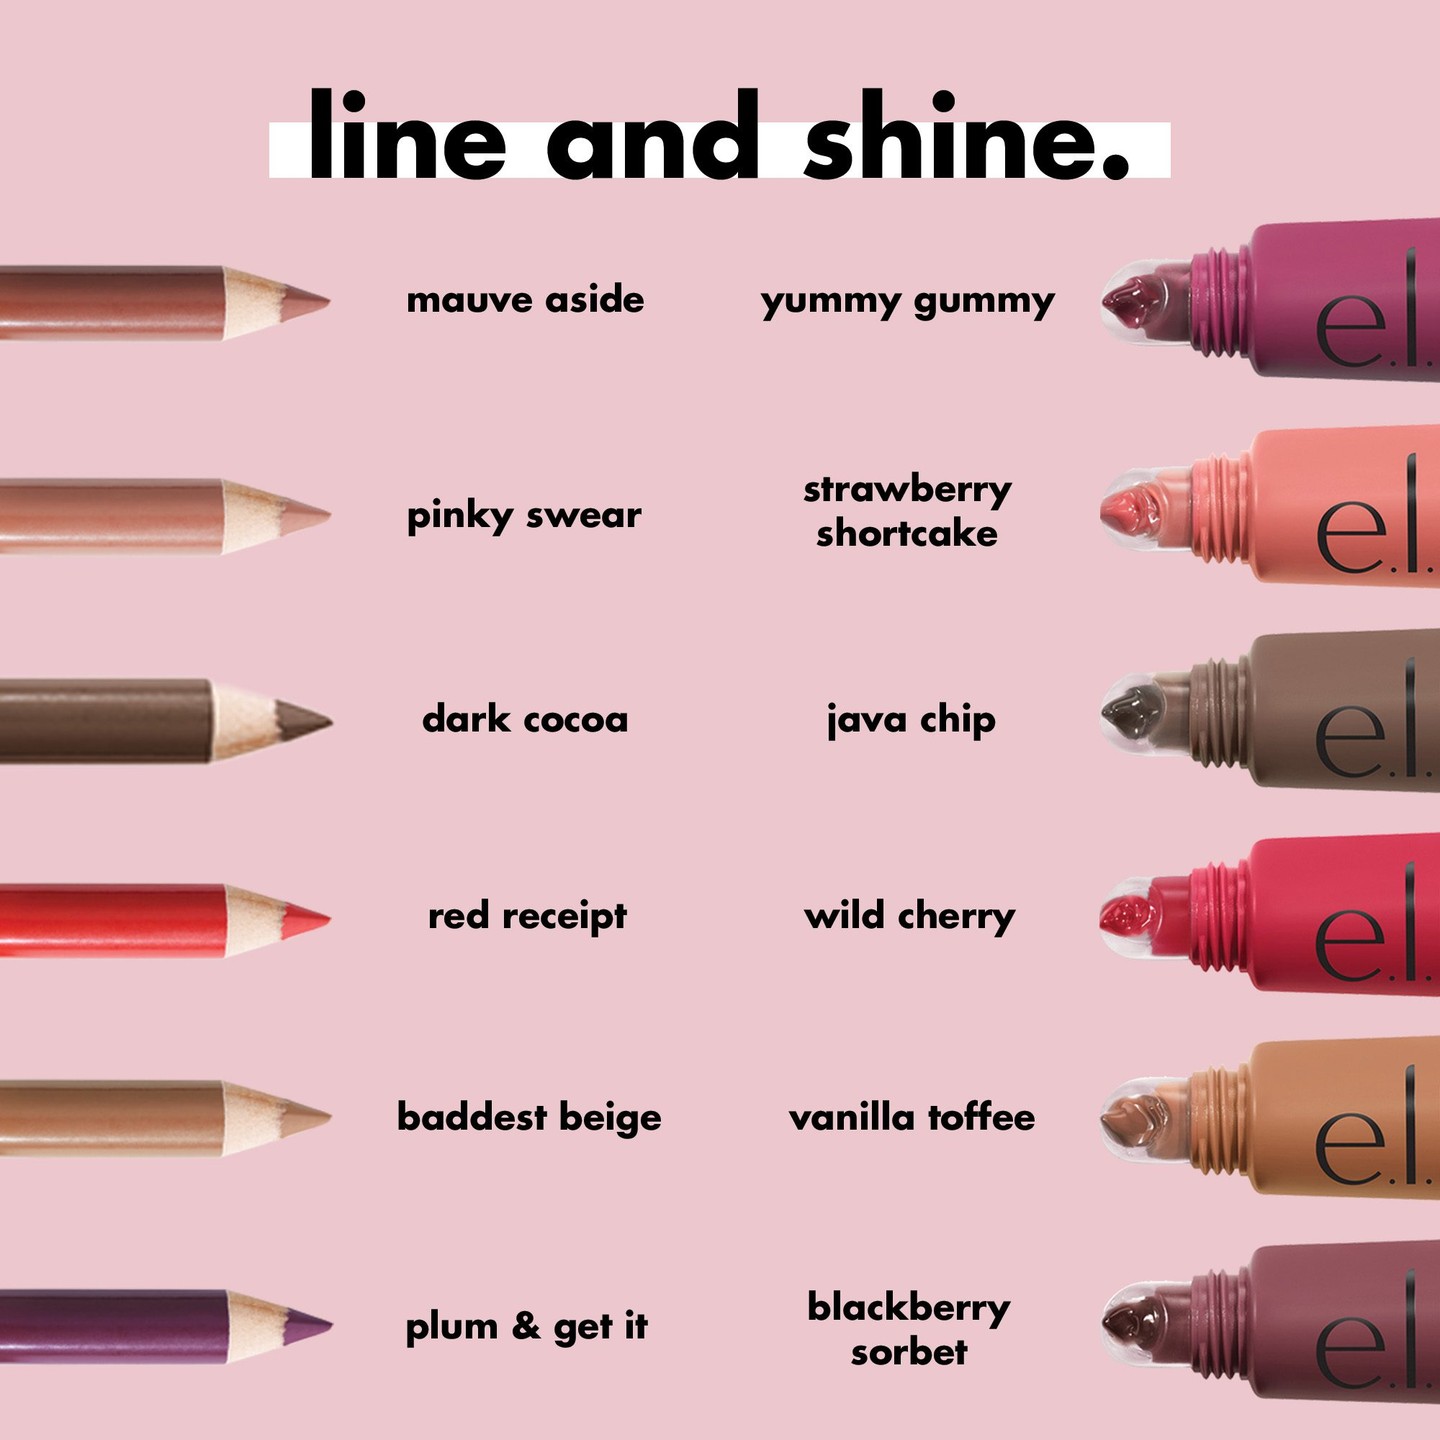 line and shine.
mauve aside
yummy gummy
e.l.
pinky swear
strawberry
shortcake
e.l.
dark cocoa
java chip
e.l.
red receipt
wild cherry
e.l.
baddest beige
vanilla toffee
e.l.
plum & get it
blackberry
sorbet
e.l.